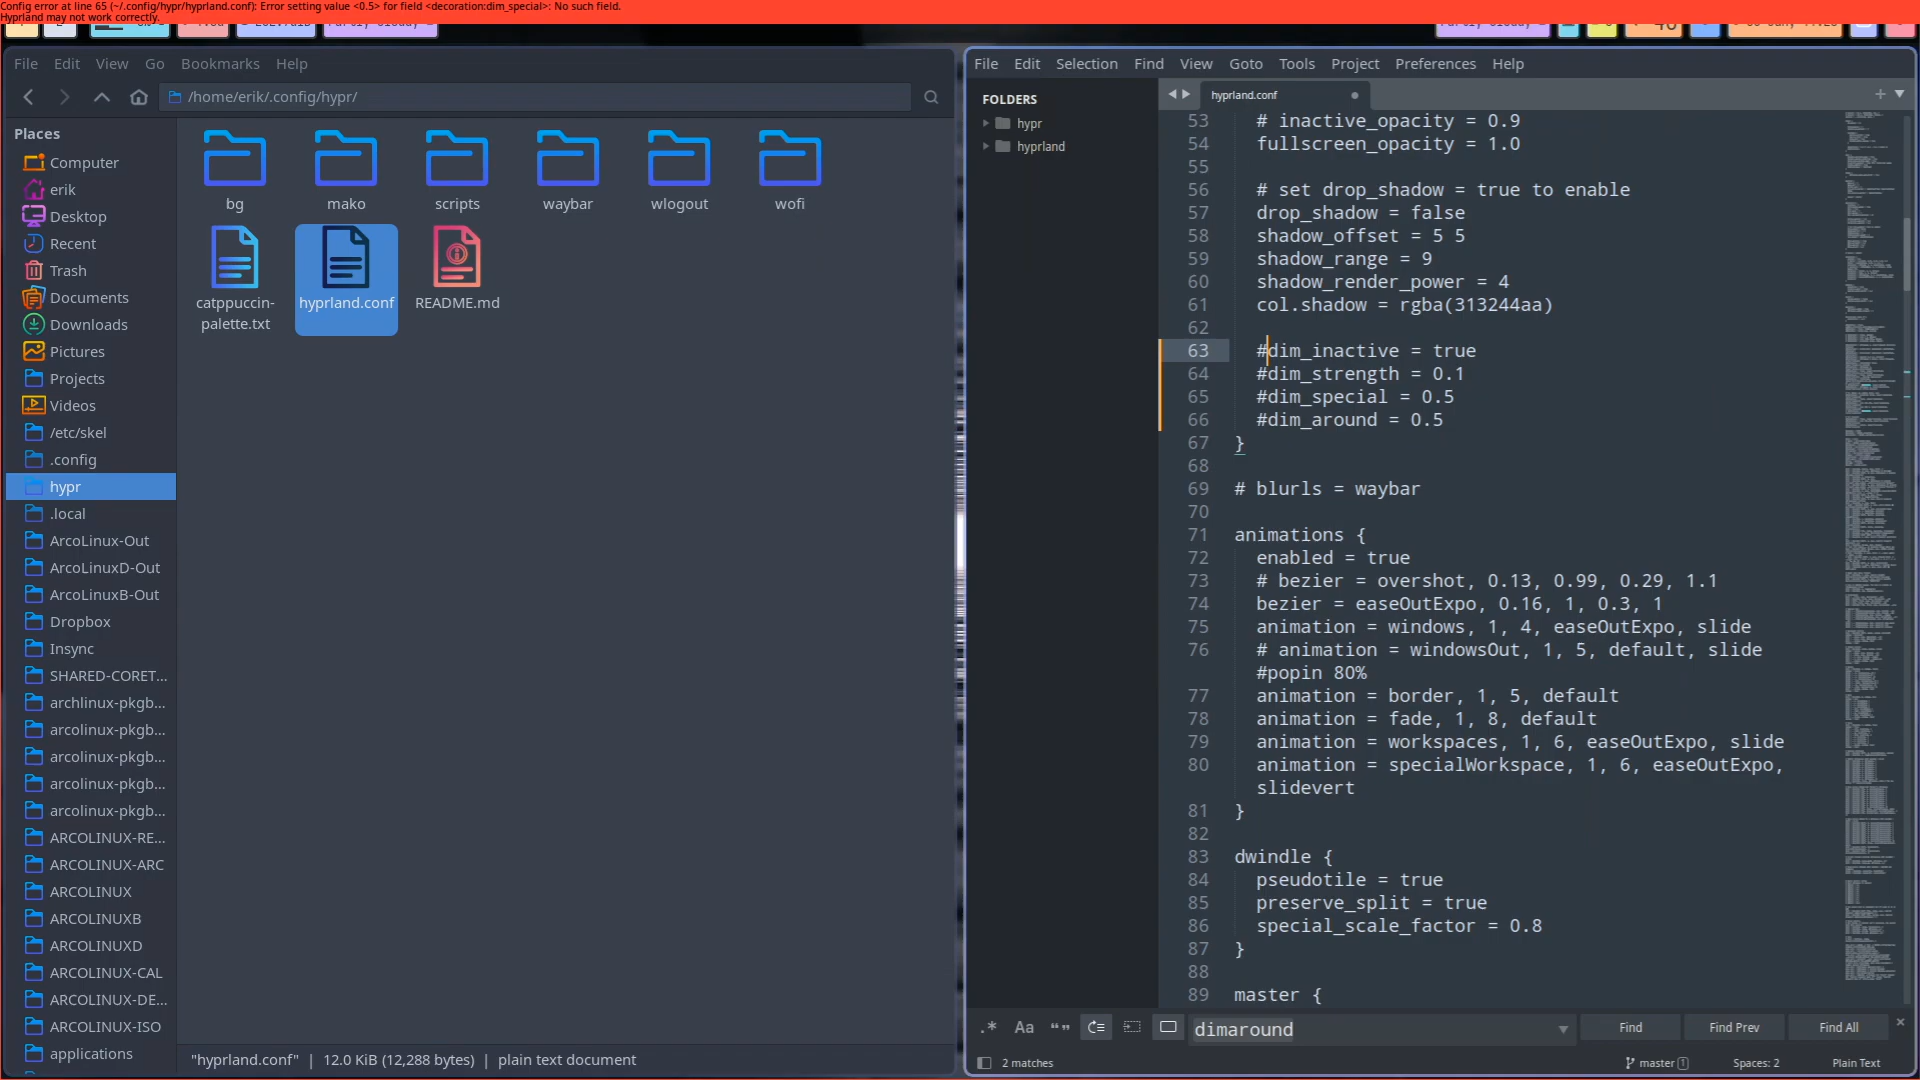 Config error at line 65 (~/.config/hypr/hyprland.conf): Error setting value <0.5> for field <decoration:dim_special>: No such field.
Hyprland may not work correctly.
File Edit View Go Bookmarks Help
/home/erik/.config/hypr/
Places
Computer
erik
Desktop
Recent
Trash
Documents
Downloads
Pictures
Projects
Videos
/etc/skel
.config
hypr
.local
ArcoLinux-Out
ArcoLinuxD-Out
ArcoLinuxB-Out
Dropbox
Insync
SHARED-CORET...
archlinux-pkgb...
arcolinux-pkgb...
arcolinux-pkgb...
arcolinux-pkgb...
arcolinux-pkgb...
ARCOLINUX-RE...
ARCOLINUX-ARC
ARCOLINUX
ARCOLINUXB
ARCOLINUXD
ARCOLINUX-CAL
ARCOLINUX-DE...
ARCOLINUX-ISO
applications
bg mako scripts waybar wlogout wofi
catppuccin-palette.txt hyprland.conf README.md
"hyprland.conf" | 12.0 KiB (12,288 bytes) | plain text document
File Edit Selection Find View Goto Tools Project Preferences Help
FOLDERS
hypr
hyprland
hyprland.conf
53 # inactive_opacity = 0.9
54 fullscreen_opacity = 1.0
55
56 # set drop_shadow = true to enable
57 drop_shadow = false
58 shadow_offset = 5 5
59 shadow_range = 9
60 shadow_render_power = 4
61 col.shadow = rgba(313244aa)
62
63 #dim_inactive = true
64 #dim_strength = 0.1
65 #dim_special = 0.5
66 #dim_around = 0.5
67 }
68
69 # blurls = waybar
70
71 animations {
72 enabled = true
73 # bezier = overshot, 0.13, 0.99, 0.29, 1.1
74 bezier = easeOutExpo, 0.16, 1, 0.3, 1
75 animation = windows, 1, 4, easeOutExpo, slide
76 # animation = windowsOut, 1, 5, default, slide
#popin 80%
77 animation = border, 1, 5, default
78 animation = fade, 1, 8, default
79 animation = workspaces, 1, 6, easeOutExpo, slide
80 animation = specialWorkspace, 1, 6, easeOutExpo,
slidevert
81 }
82
83 dwindle {
84 pseudotile = true
85 preserve_split = true
86 special_scale_factor = 0.8
87 }
88
89 master {
.* Aa “” dimaround Find Find Prev Find All
2 matches master 1 Spaces: 2 Plain Text